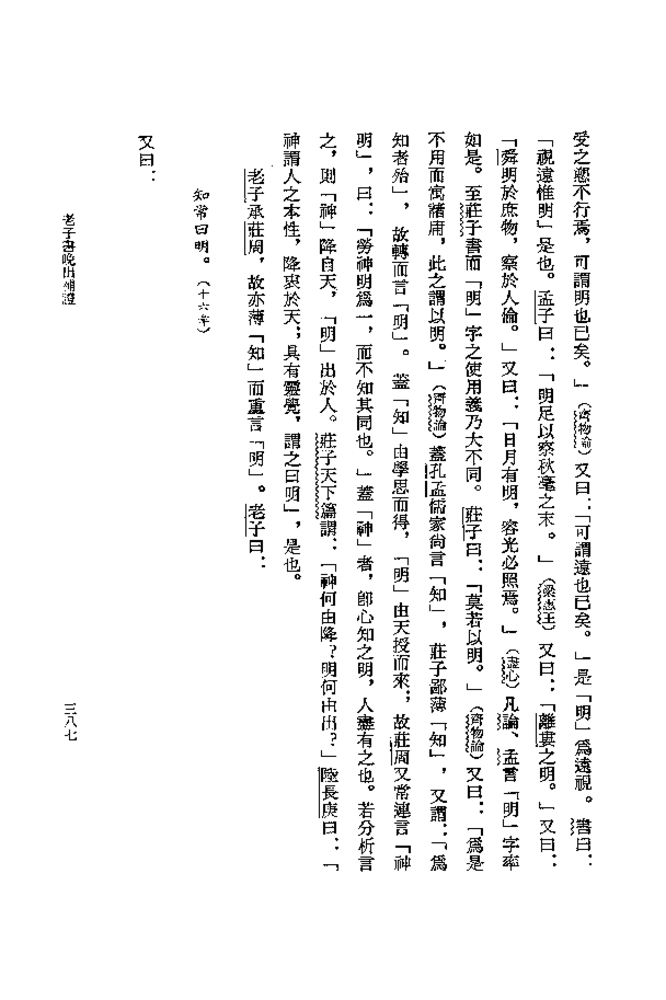 受之愬不行焉，可謂明也已矣。」（齊物論）又曰：「可謂遠也已矣。」是「明」爲遠視。書曰：
「視遠惟明」是也。孟子曰：「明足以察秋毫之末。」（梁惠王）又曰：「離婁之明。」又曰：
「舜明於庶物，察於人倫。」又曰：「日月有明，容光必照焉。」（盡心）凡論、孟言「明」字率
如是。至莊子書而「明」字之使用義乃大不同。莊子曰：「莫若以明。」（齊物論）又曰：「爲是
不用而寓諸庸，此之謂以明。」（齊物論）蓋孔孟儒家尙言「知」，莊子鄙薄「知」，又謂：「爲
知者殆」，故轉而言「明」。蓋「知」由學思而得，「明」由天授而來；故莊周又常連言「神
明」，曰：「勞神明爲一，而不知其同也。」蓋「神」者，卽心知之明，人盡有之也。若分析言
之，則「神」降自天，「明」出於人。莊子天下篇謂：「神何由降？明何由出？」陸長庚曰：「
神謂人之本性，降衷於天；具有靈覺，謂之曰明」，是也。
老子承莊周，故亦薄「知」而重言「明」。老子曰：
知常曰明。（十六章）
又曰：
老子書晚出補證
三八七